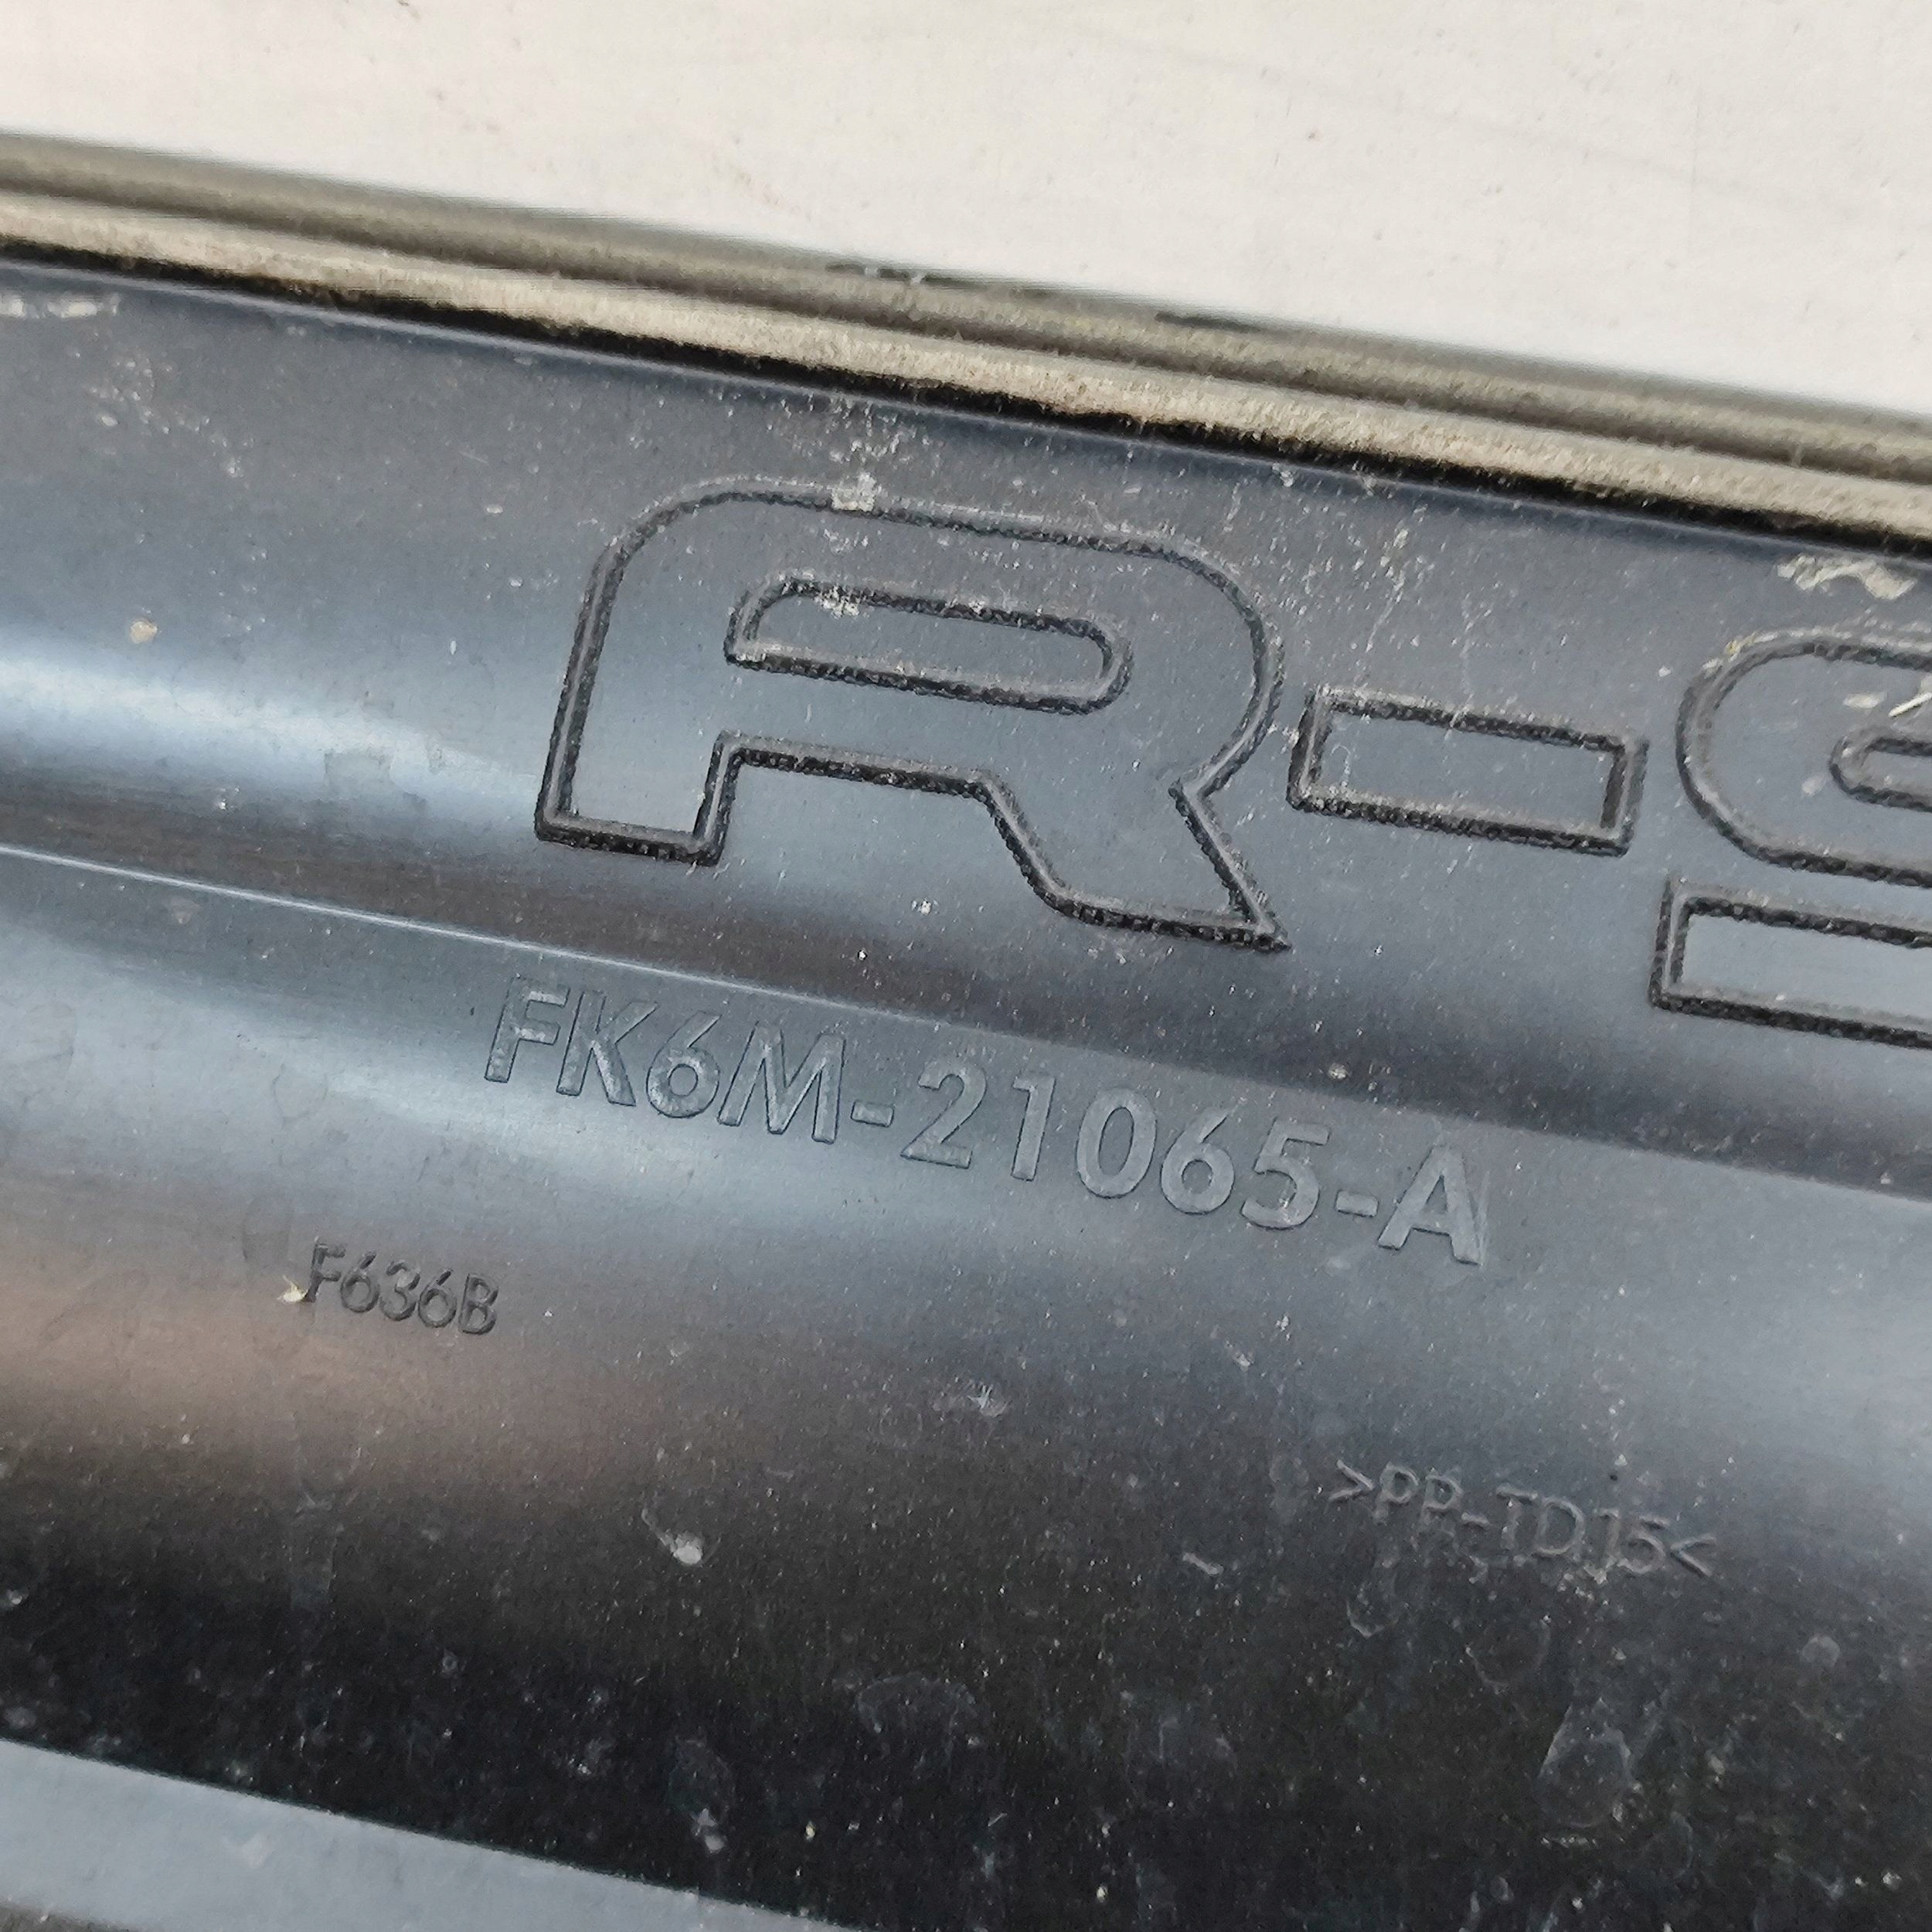 R-S
FK6M-21065-A
F636B
>PP-TD15<